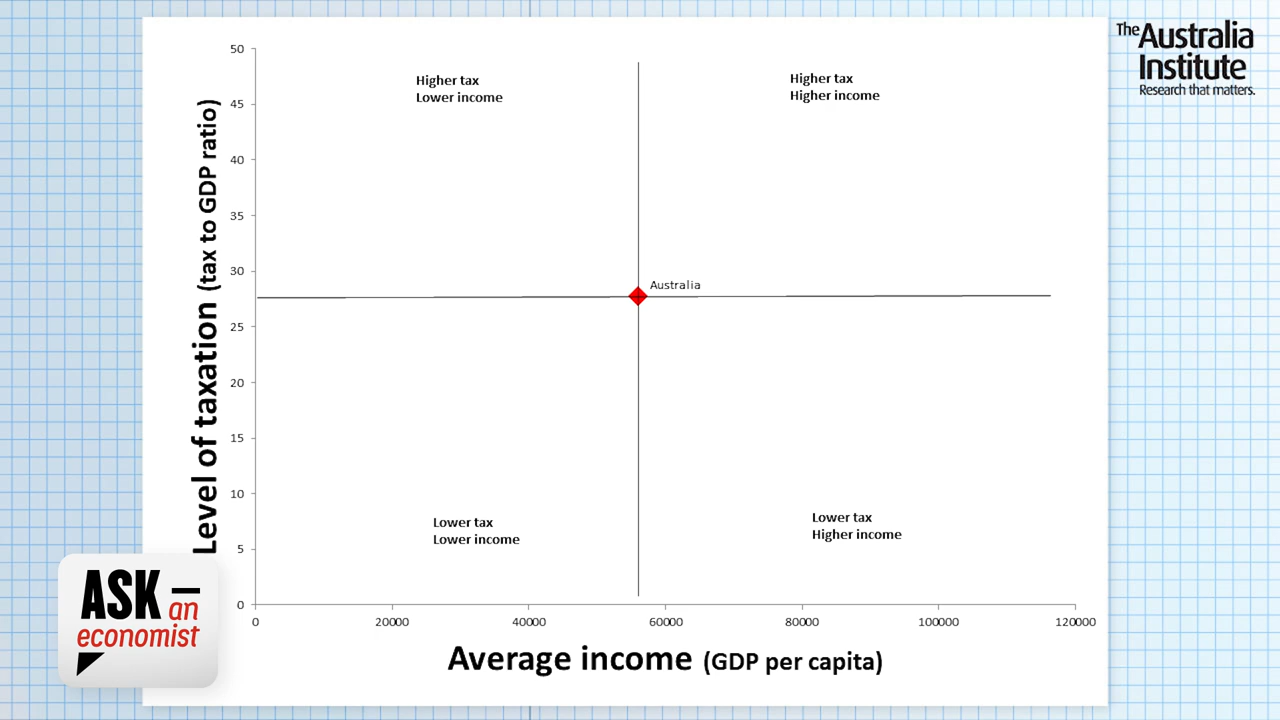 The
Australia
Institute
Research that matters.
50
45
40
35
30
25
20
15
10
5
0
Level of taxation (tax to GDP ratio)
Higher tax
Lower income
Higher tax
Higher income
Australia
Lower tax
Lower income
Lower tax
Higher income
0 20000 40000 60000 80000 100000 120000
Average income (GDP per capita)
ASK an
economist